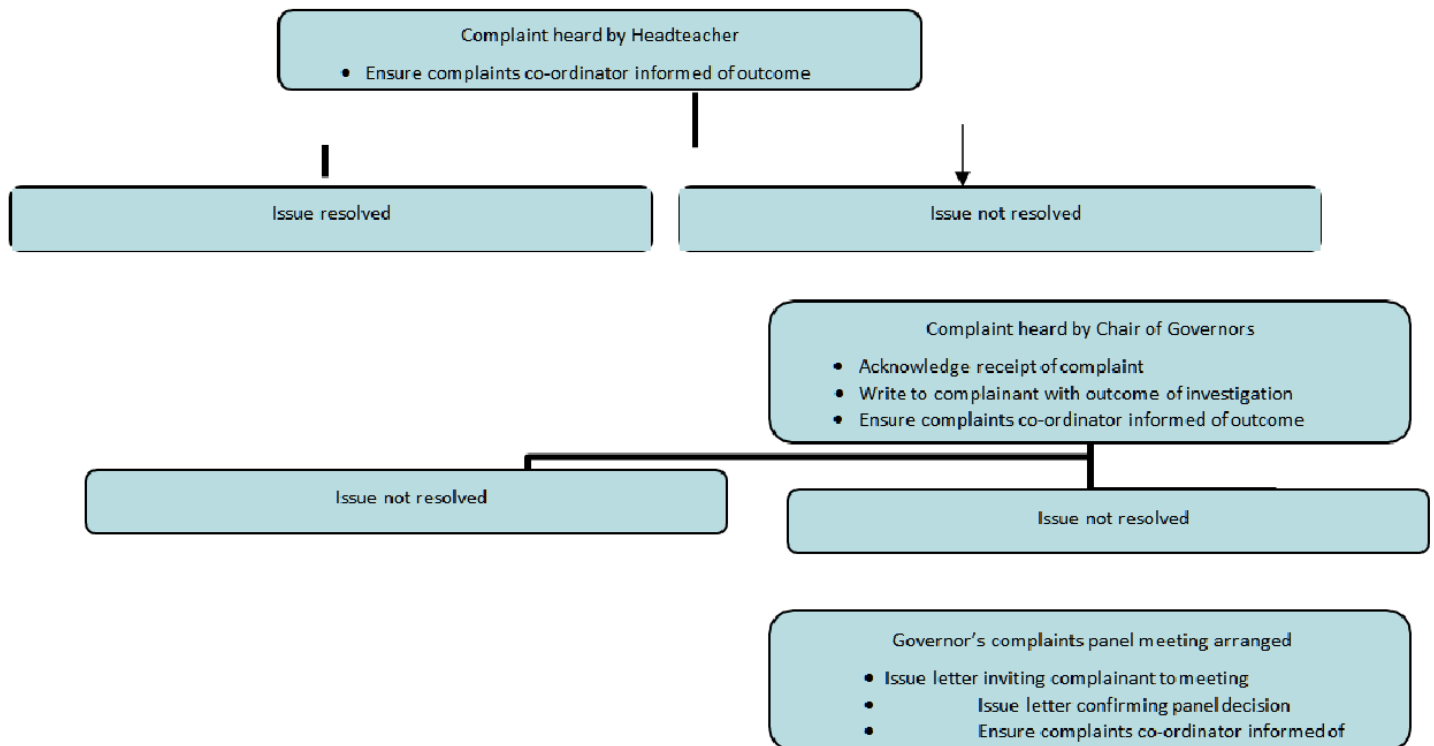 Complaint heard by Headteacher
• Ensure complaints co-ordinator informed of outcome
Issue resolved
Issue not resolved
Complaint heard by Chair of Governors
• Acknowledge receipt of complaint
• Write to complainant with outcome of investigation
• Ensure complaints co-ordinator informed of outcome
Issue not resolved
Issue not resolved
Governor’s complaints panel meeting arranged
• Issue letter inviting complainant to meeting
• Issue letter confirming panel decision
• Ensure complaints co-ordinator informed of